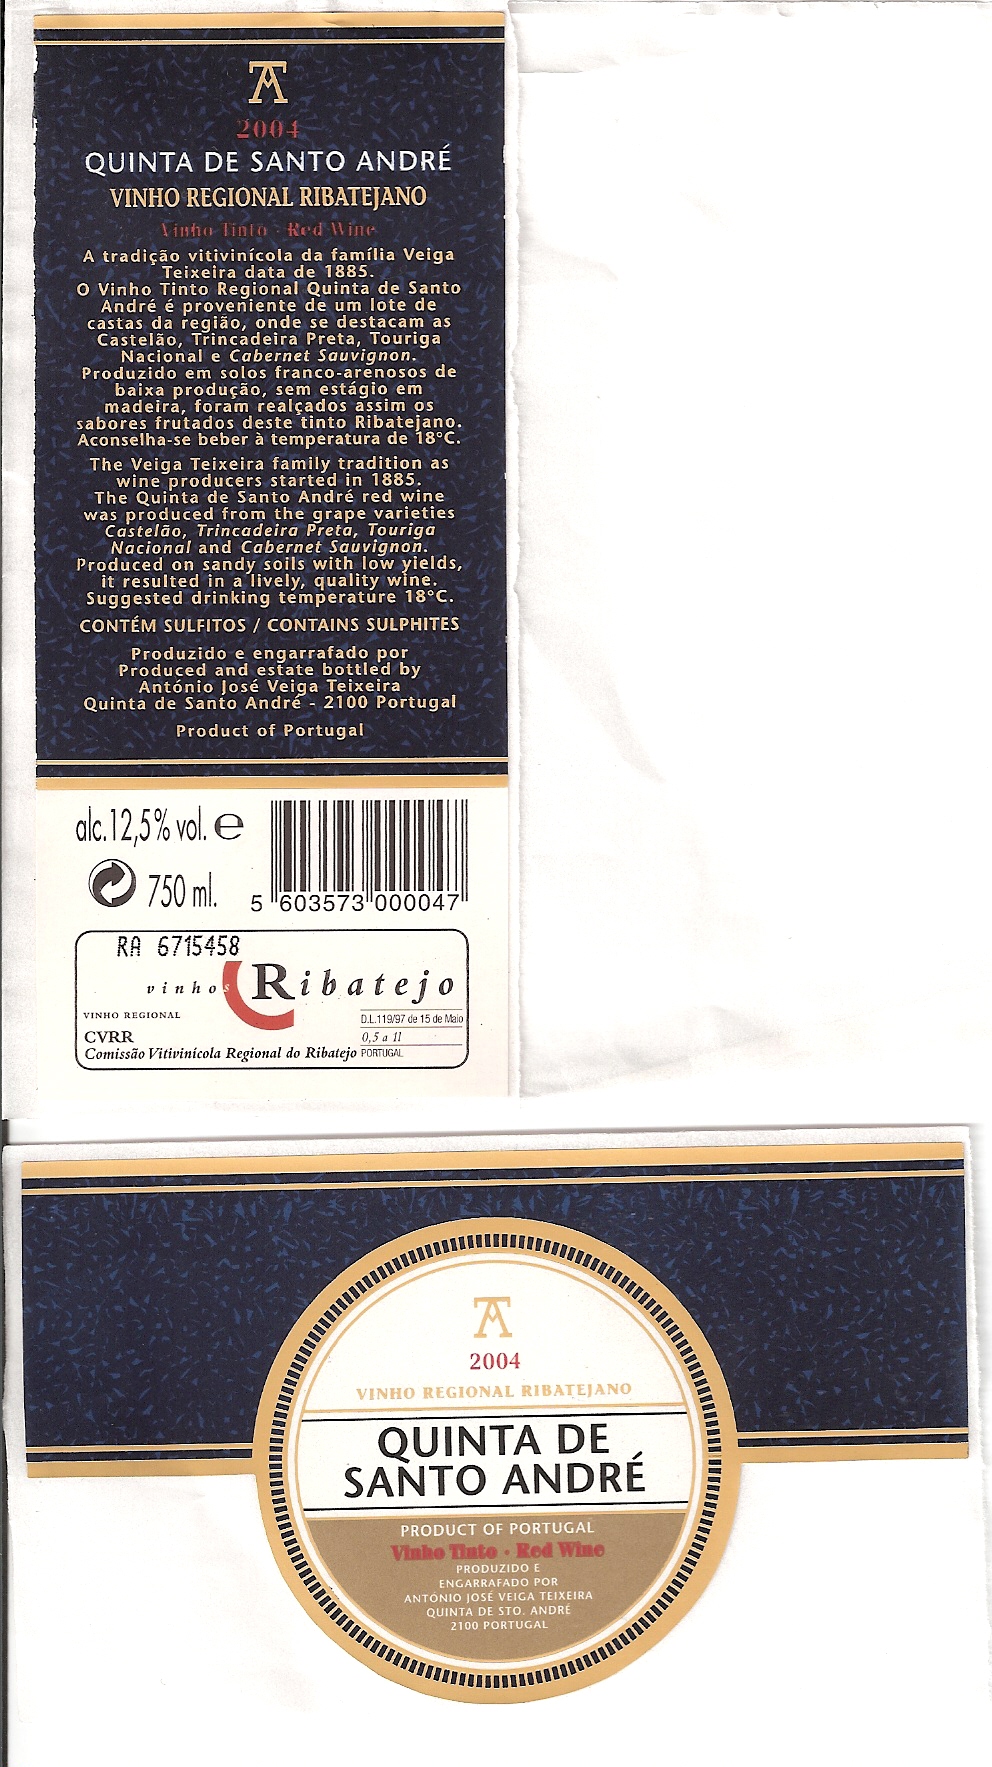 2004
QUINTA DE SANTO ANDRÉ
VINHO REGIONAL RIBATEJANO
Vinho Tinto · Red Wine
A tradição vitivinícola da família Veiga
Teixeira data de 1885.
O Vinho Tinto Regional Quinta de Santo
André é proveniente de um lote de
castas da região, onde se destacam as
Castelão, Trincadeira Preta, Touriga
Nacional e Cabernet Sauvignon.
Produzido em solos franco-arenosos de
baixa produção, sem estágio em
madeira, foram realçados assim os
sabores frutados deste tinto Ribatejano.
Aconselha-se beber à temperatura de 18°C.
The Veiga Teixeira family tradition as
wine producers started in 1885.
The Quinta de Santo André red wine
was produced from the grape varieties
Castelão, Trincadeira Preta, Touriga
Nacional and Cabernet Sauvignon.
Produced on sandy soils with low yields,
it resulted in a lively, quality wine.
Suggested drinking temperature 18°C.
CONTÉM SULFITOS / CONTAINS SULPHITES
Produzido e engarrafado por
Produced and estate bottled by
António José Veiga Teixeira
Quinta de Santo André - 2100 Portugal
Product of Portugal
alc.12,5% vol. e
750 ml.
5 603573 000047
RA 6715458
vinhos Ribatejo
VINHO REGIONAL
D.L.119/97 de 15 de Maio
CVRR
0,5 a 1l
Comissão Vitivinícola Regional do Ribatejo PORTUGAL
2004
VINHO REGIONAL RIBATEJANO
QUINTA DE
SANTO ANDRÉ
PRODUCT OF PORTUGAL
Vinho Tinto · Red Wine
PRODUZIDO E
ENGARRAFADO POR
ANTÓNIO JOSÉ VEIGA TEIXEIRA
QUINTA DE STO. ANDRÉ
2100 PORTUGAL